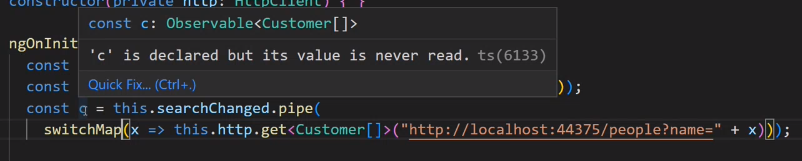 constructor(private http: HttpClient) { }
const c: Observable<Customer[]>
ngOnInit
'c' is declared but its value is never read. ts(6133)
const
Quick Fix... (Ctrl+.)
const ));
const c = this.searchChanged.pipe(
switchMap(x => this.http.get<Customer[]>("http://localhost:44375/people?name=" + x)));